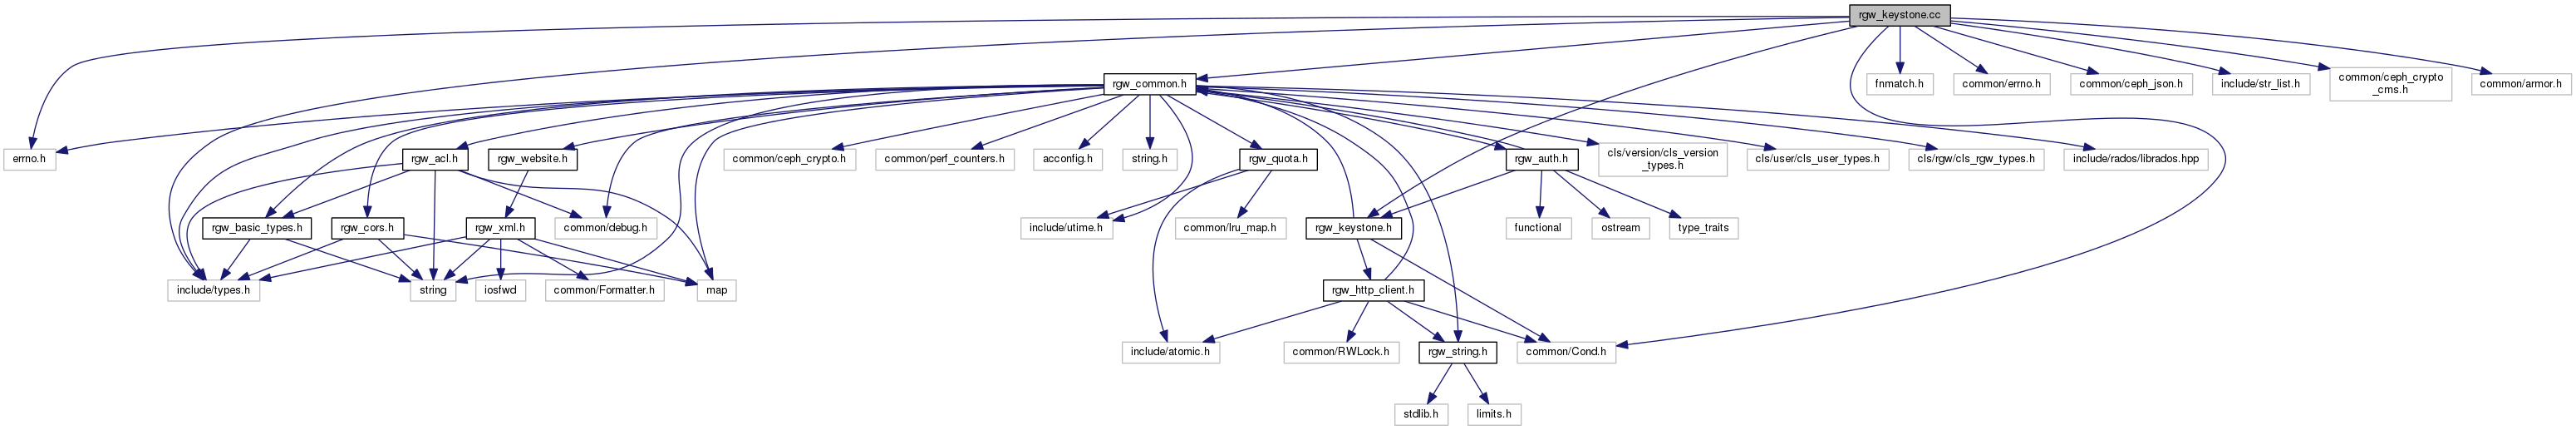 rgw_keystone.cc
rgw_common.h
fnmatch.h
common/errno.h
common/ceph_json.h
include/str_list.h
common/ceph_crypto
_cms.h
common/armor.h
errno.h
rgw_acl.h
rgw_website.h
common/ceph_crypto.h
common/perf_counters.h
acconfig.h
string.h
rgw_quota.h
rgw_auth.h
cls/version/cls_version
_types.h
cls/user/cls_user_types.h
cls/rgw/cls_rgw_types.h
include/rados/librados.hpp
rgw_basic_types.h
rgw_cors.h
rgw_xml.h
common/debug.h
include/utime.h
common/lru_map.h
rgw_keystone.h
functional
ostream
type_traits
include/types.h
string
iosfwd
common/Formatter.h
map
rgw_http_client.h
include/atomic.h
common/RWLock.h
rgw_string.h
common/Cond.h
stdlib.h
limits.h